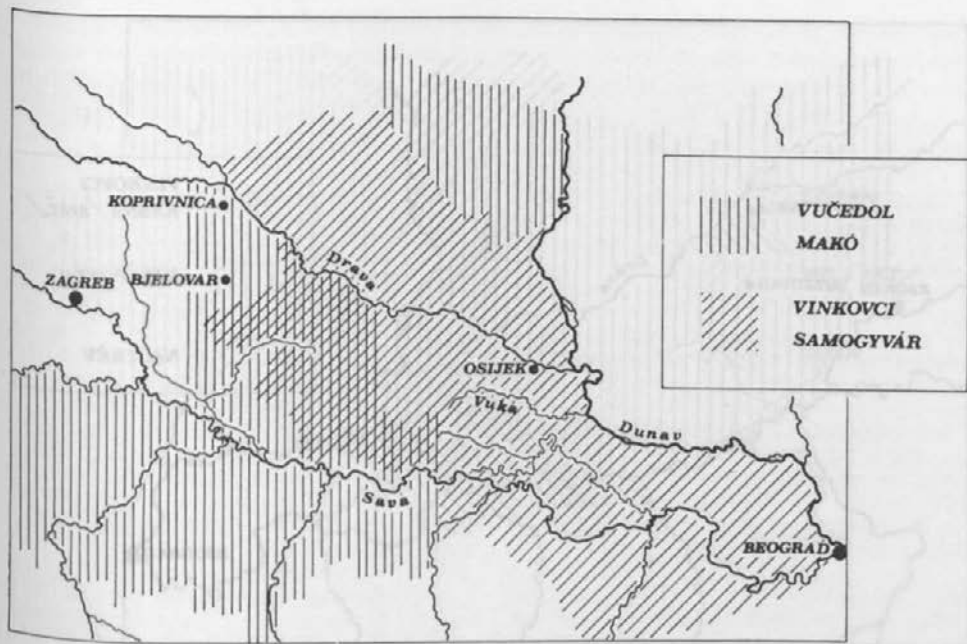 KOPRIVNICA
ZAGREB
BJELOVAR
Drava
OSIJEK
Vuka
Dunav
Sava
BEOGRAD
VUČEDOL
MAKÓ
VINKOVCI
SAMOGYVÁR